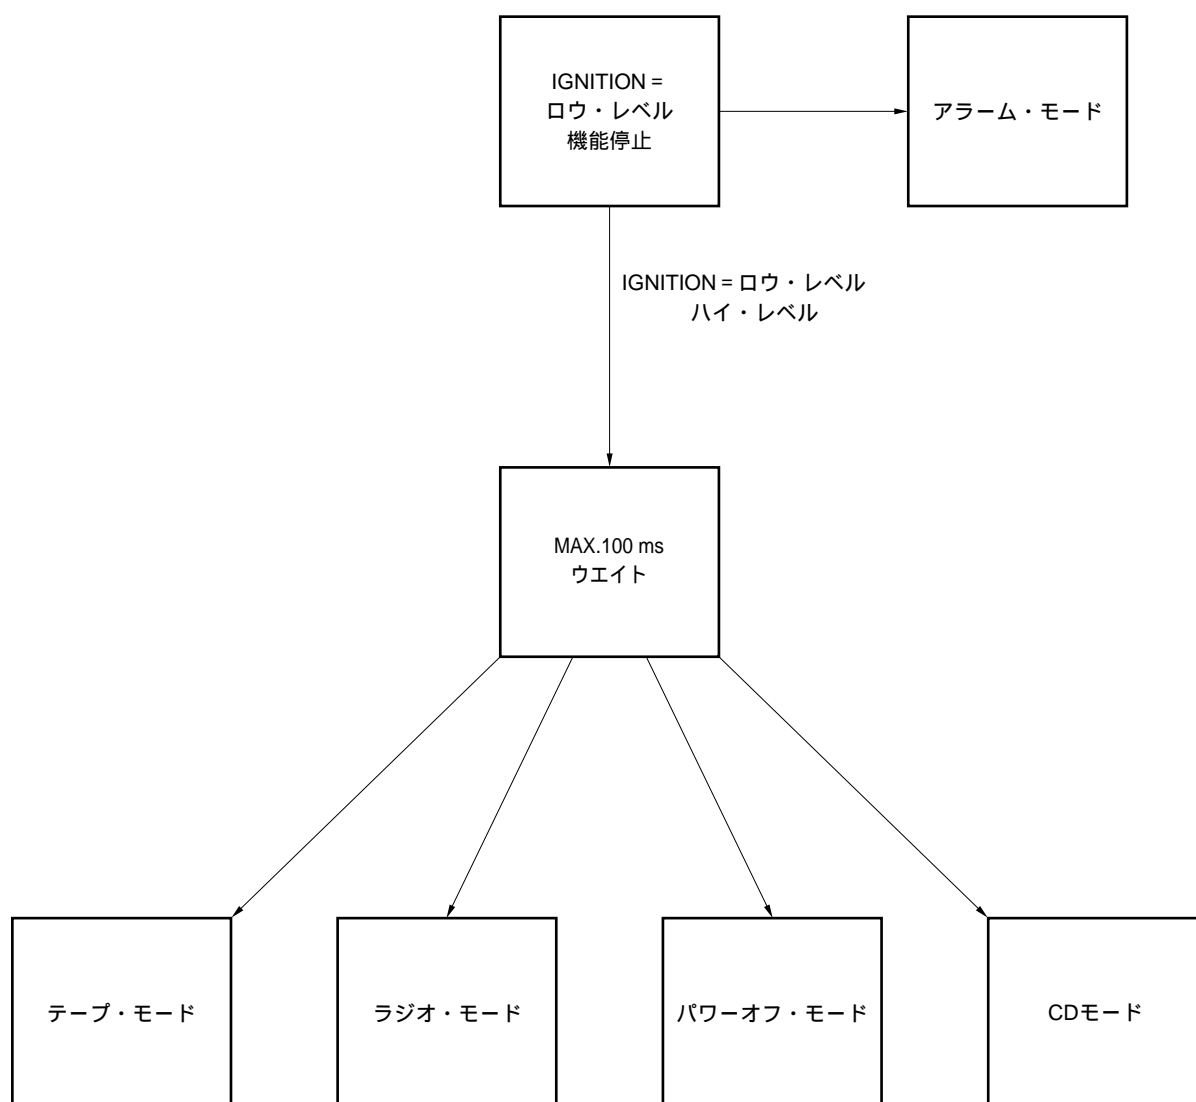 IGNITION =
ロウ・レベル
機能停止
アラーム・モード
IGNITION = ロウ・レベル
ハイ・レベル
MAX.100 ms
ウエイト
テープ・モード
ラジオ・モード
パワーオフ・モード
CDモード